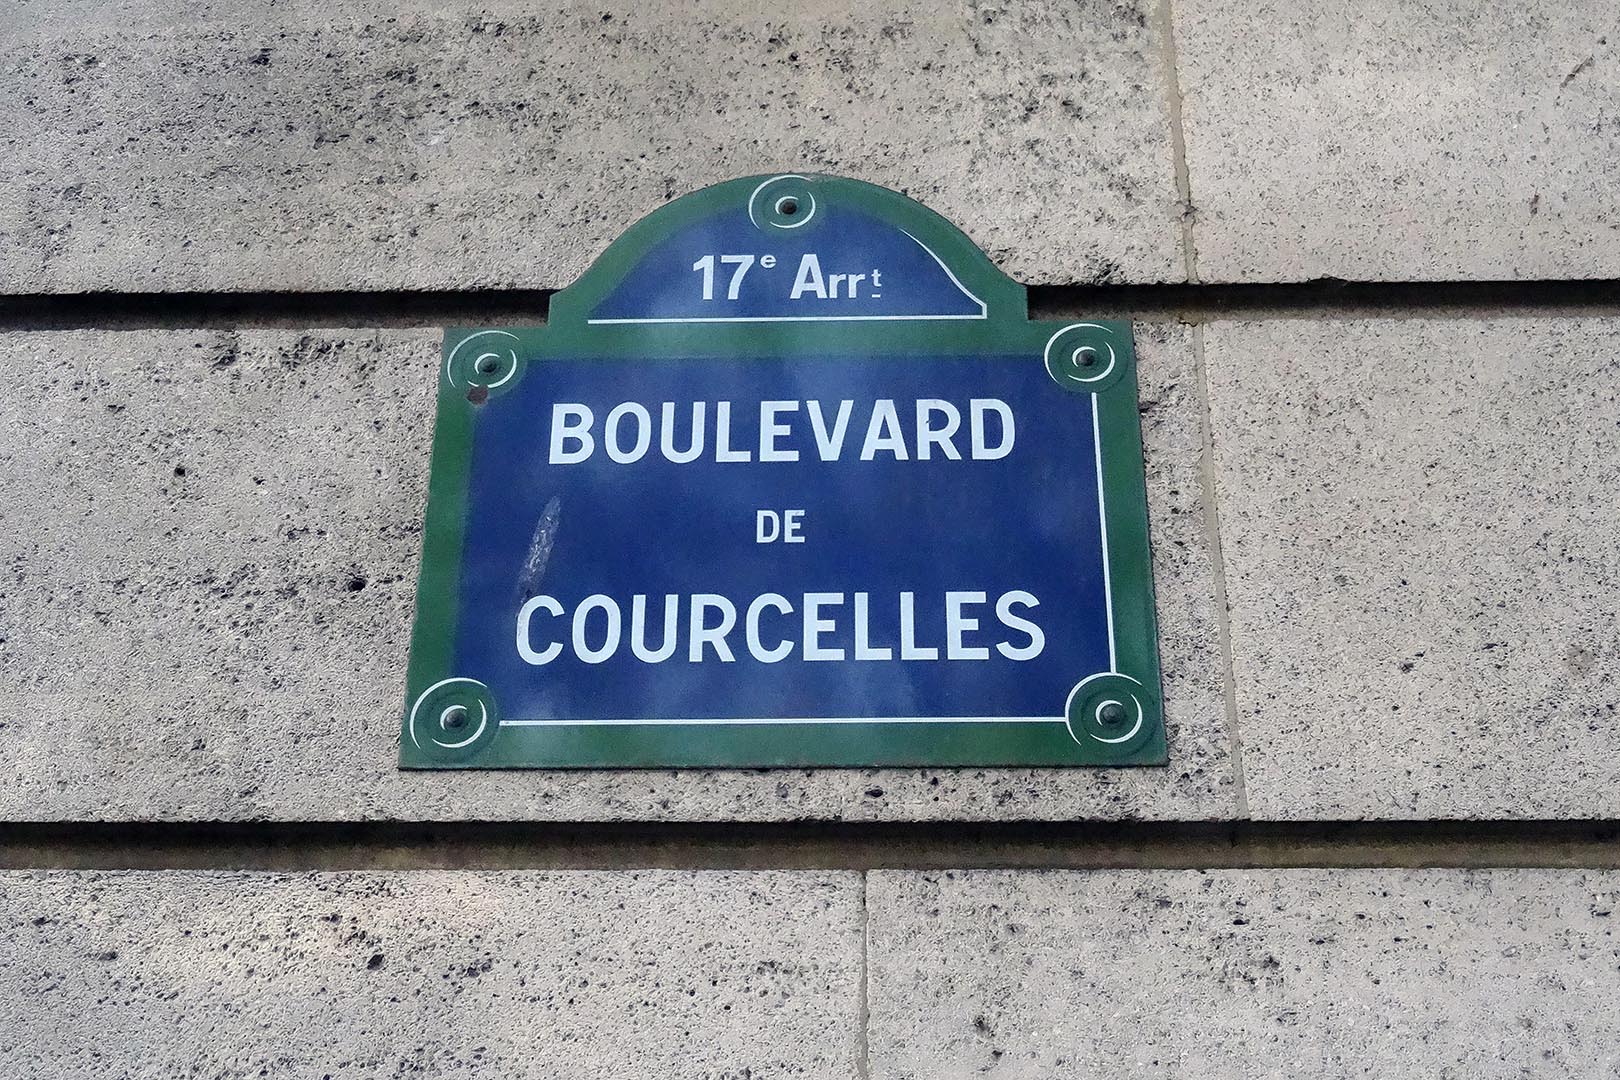 17e Arrt
BOULEVARD
DE
COURCELLES